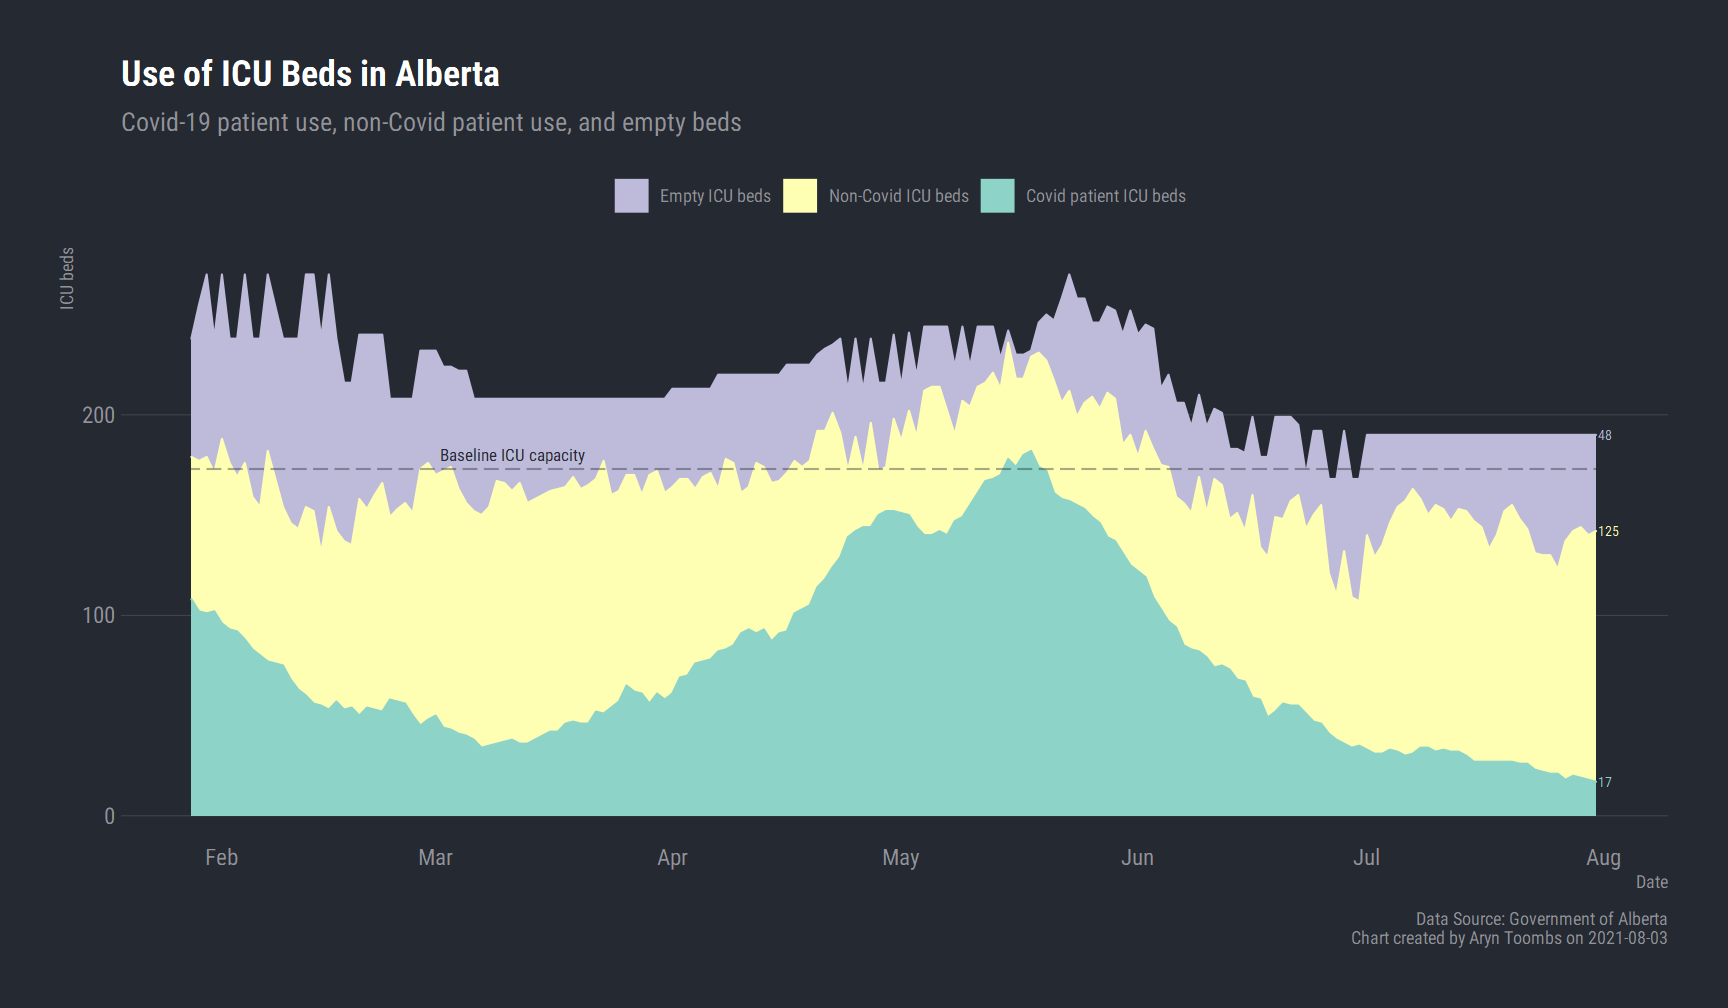 Use of ICU Beds in Alberta
Covid-19 patient use, non-Covid patient use, and empty beds
Empty ICU beds Non-Covid ICU beds Covid patient ICU beds
ICU beds
200
100
0
Baseline ICU capacity
48
125
17
Feb Mar Apr May Jun Jul Aug
Date
Data Source: Government of Alberta
Chart created by Aryn Toombs on 2021-08-03